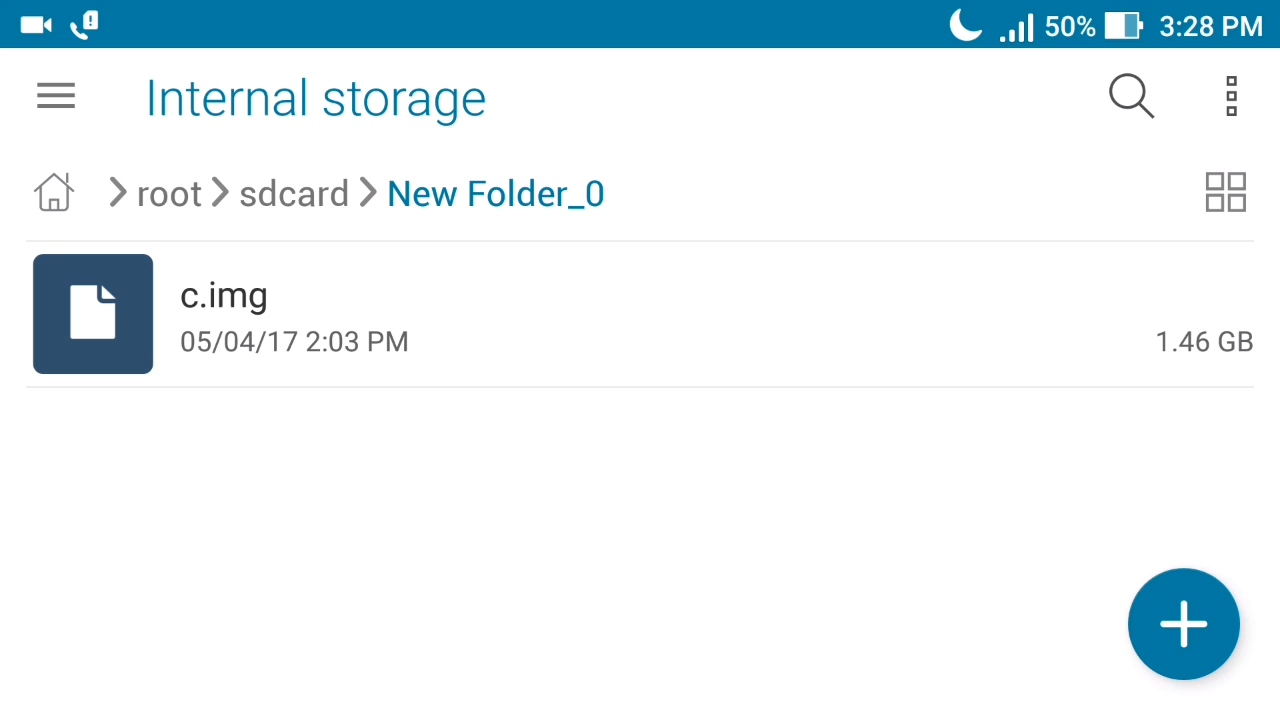 50% 3:28 PM
Internal storage
root sdcard New Folder_0
c.img
05/04/17 2:03 PM 1.46 GB